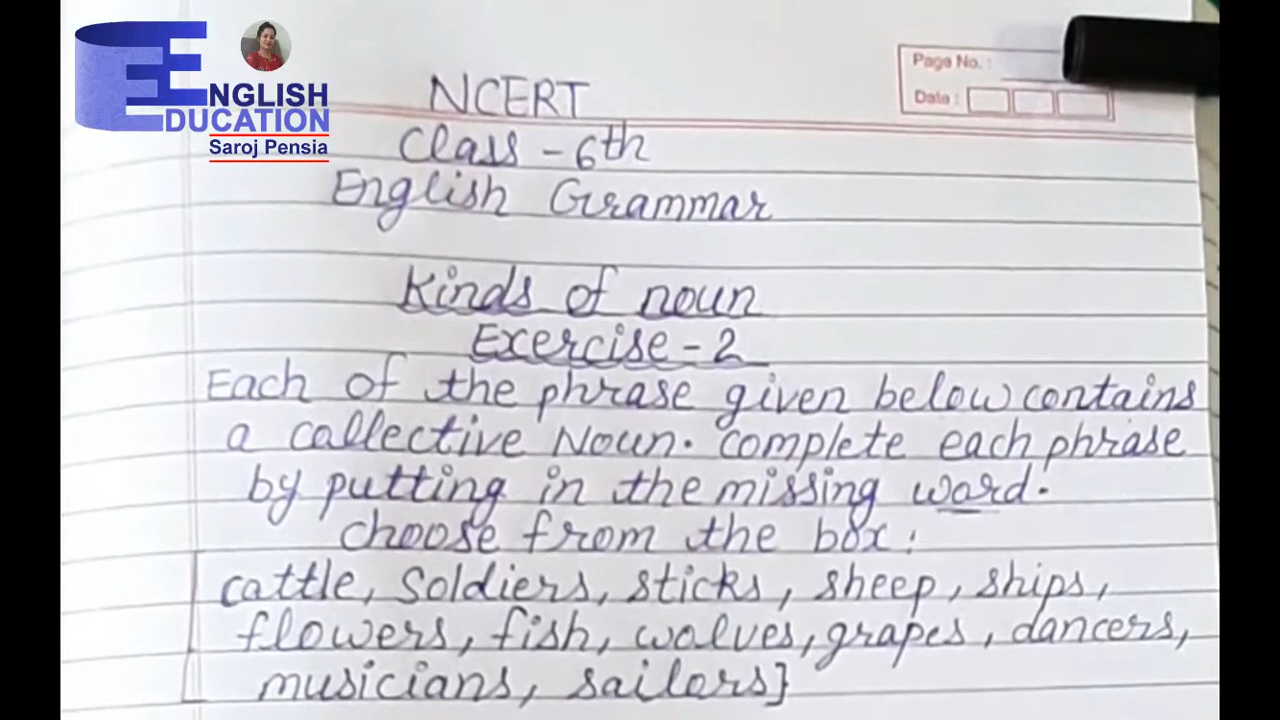 ENGLISH
EDUCATION
Saroj Pensia
Page No. :
Date :
NCERT
Class - 6th
English Grammar
Kinds of noun
Exercise - 2
Each of the phrase given below contains
a collective Noun. complete each phrase
by putting in the missing word.
choose from the box :
[cattle, Soldiers, sticks, sheep, ships,
flowers, fish, wolves, grapes, dancers,
musicians, sailors]